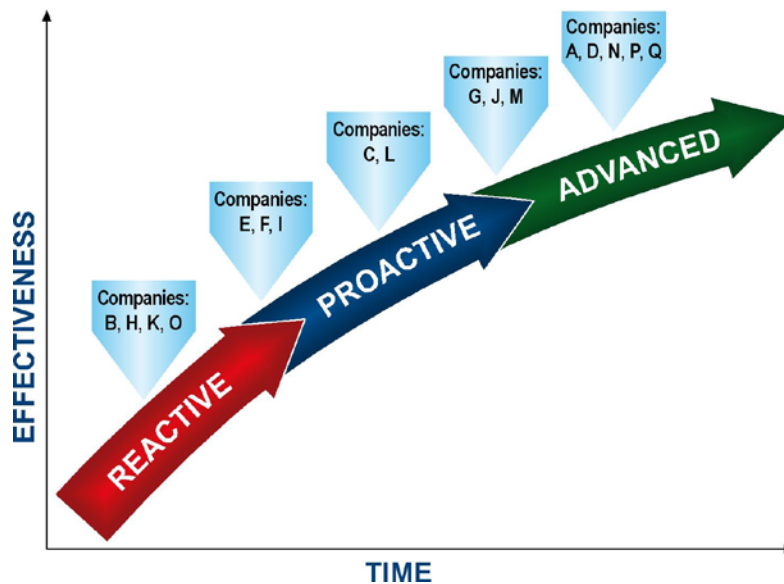 Companies:
A, D, N, P, Q
Companies:
G, J, M
Companies:
C, L
Companies:
E, F, I
Companies:
B, H, K, O
REACTIVE
PROACTIVE
ADVANCED
EFFECTIVENESS
TIME